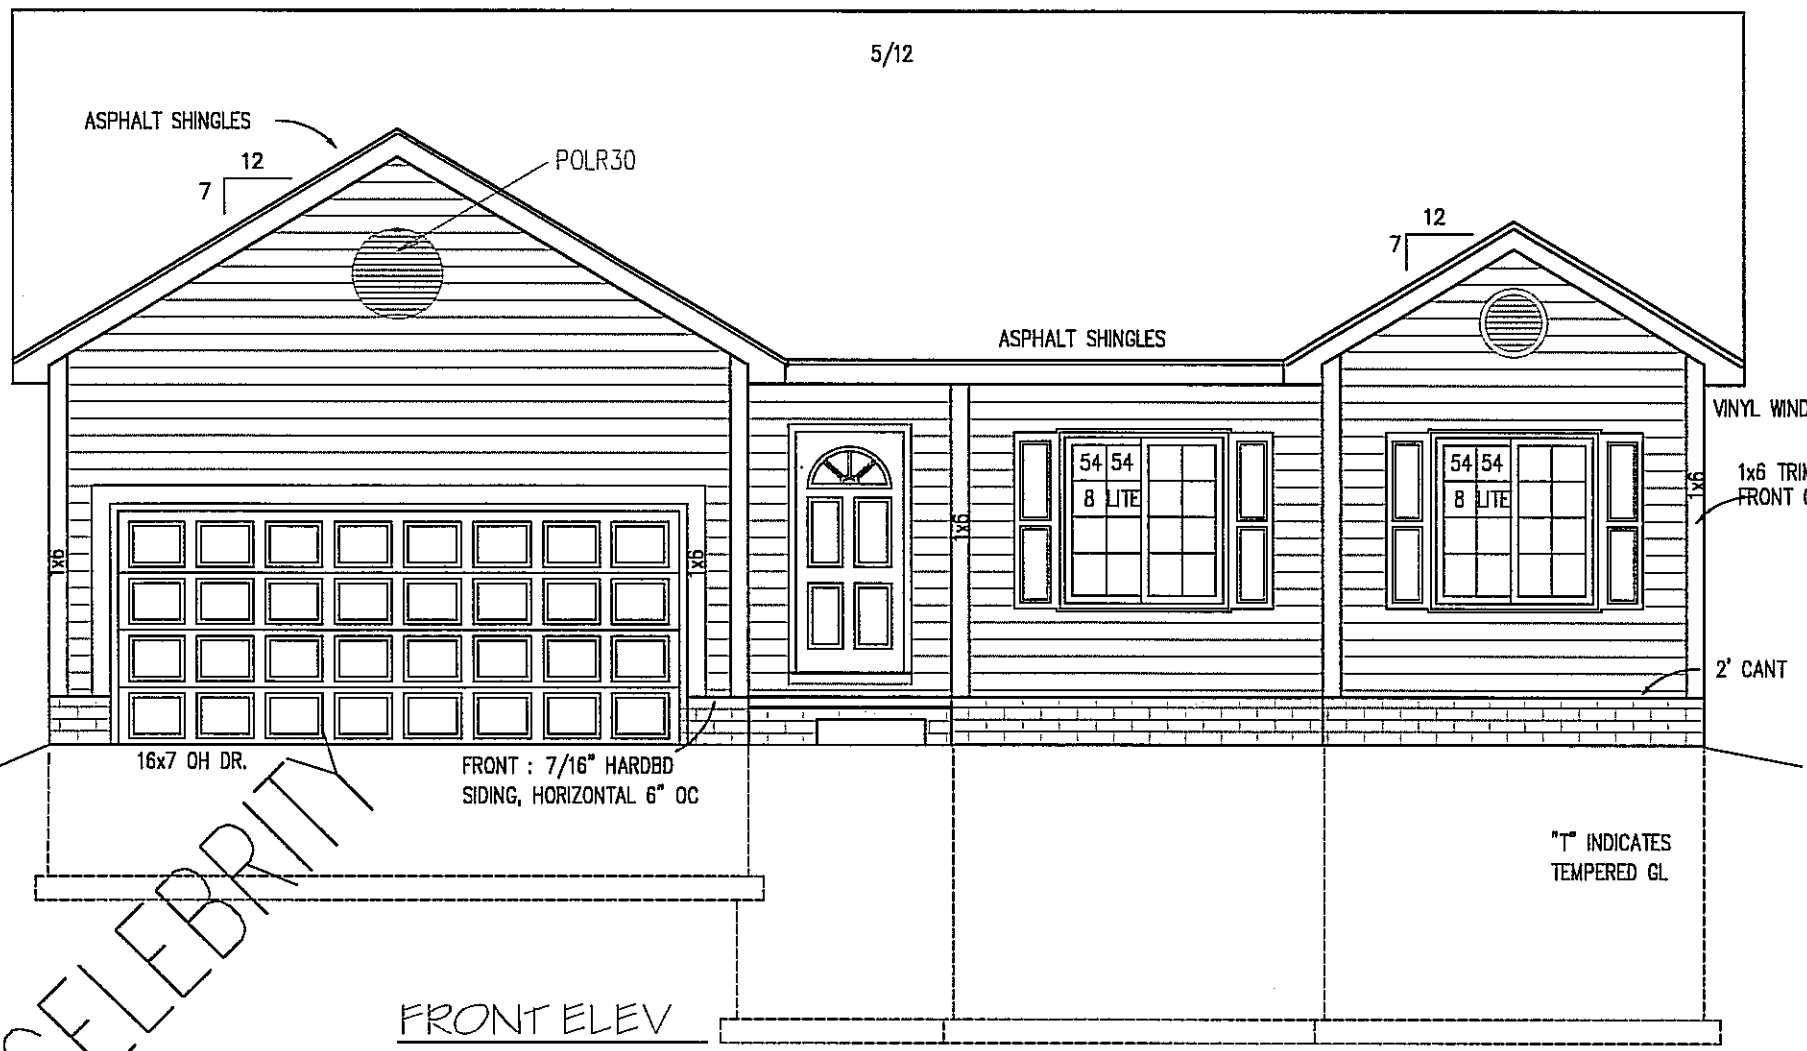 5/12
ASPHALT SHINGLES
12
7
POLR30
12
7
ASPHALT SHINGLES
VINYL WIND
54 54
8 LITE
54 54
8 LITE
1x6 TRIM
FRONT
1x6
1x6
1x6
1x6
2' CANT
16x7 OH DR.
FRONT : 7/16" HARDBD
SIDING, HORIZONTAL 6" OC
"T" INDICATES
TEMPERED GL
CELEBRITY
FRONT ELEV